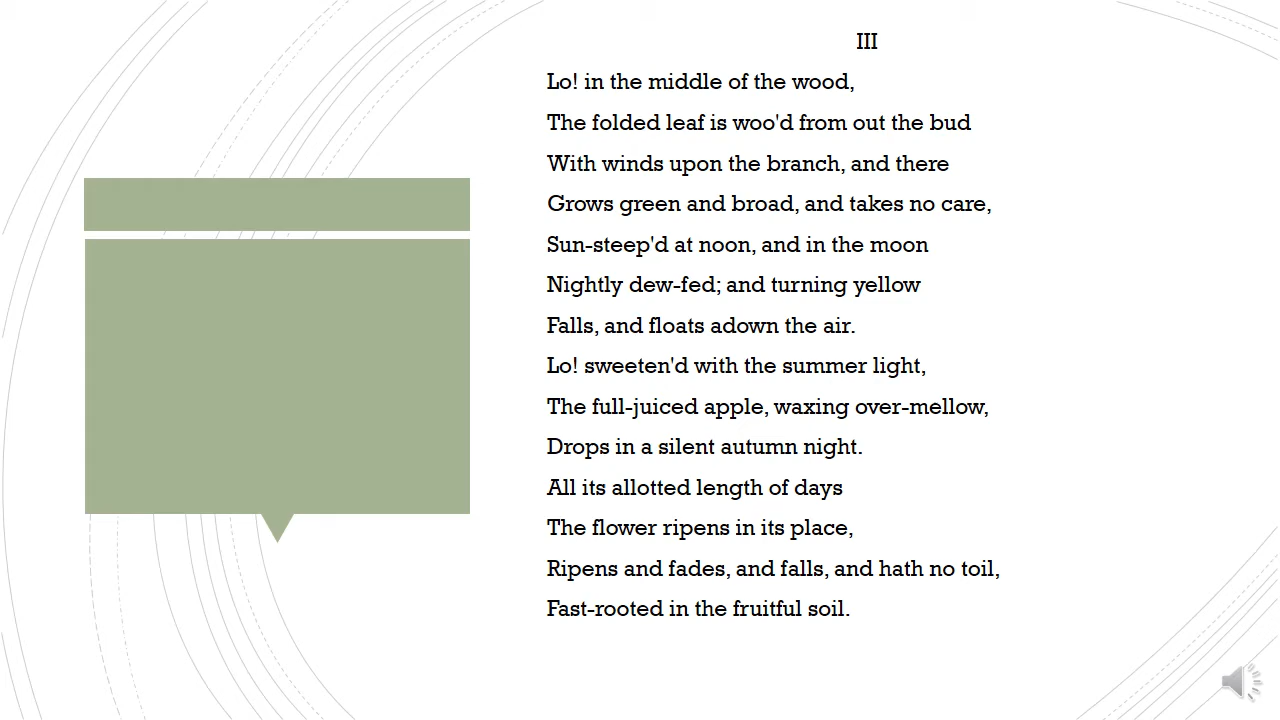 III
Lo! in the middle of the wood,
The folded leaf is woo'd from out the bud
With winds upon the branch, and there
Grows green and broad, and takes no care,
Sun-steep'd at noon, and in the moon
Nightly dew-fed; and turning yellow
Falls, and floats adown the air.
Lo! sweeten'd with the summer light,
The full-juiced apple, waxing over-mellow,
Drops in a silent autumn night.
All its allotted length of days
The flower ripens in its place,
Ripens and fades, and falls, and hath no toil,
Fast-rooted in the fruitful soil.